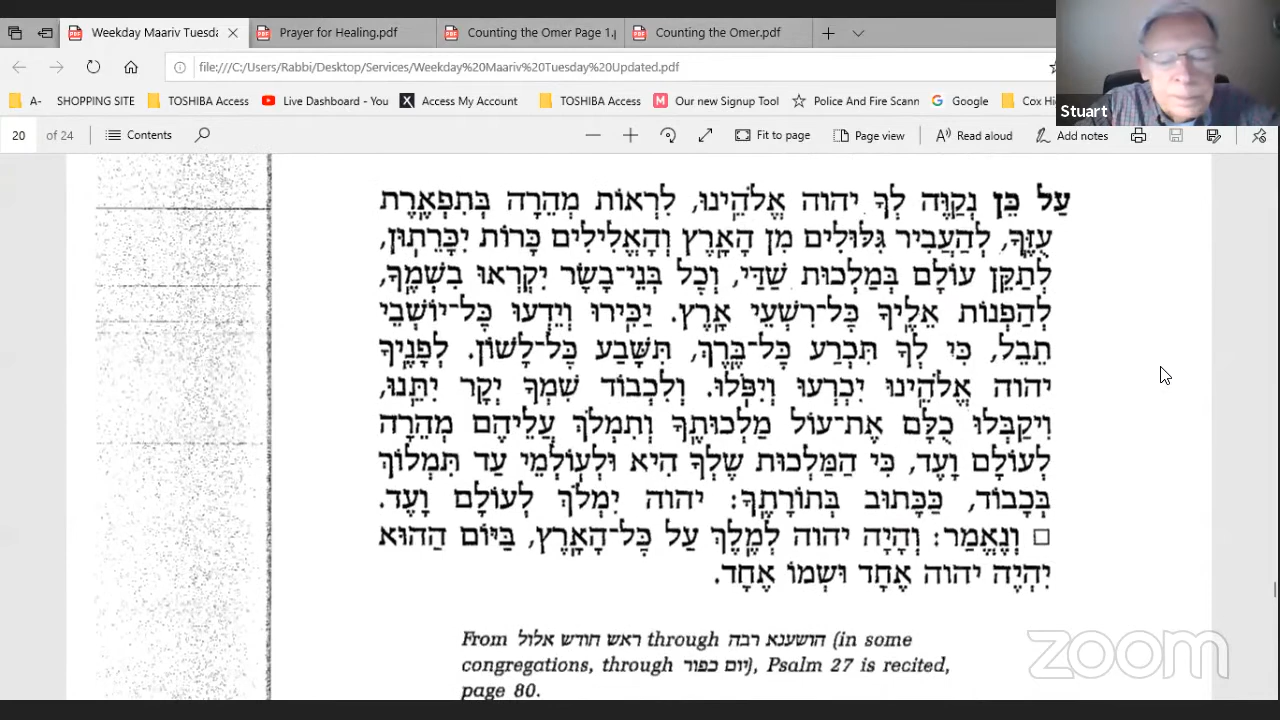 Weekday Maariv Tuesda
Prayer for Healing.pdf
Counting the Omer Page 1.
Counting the Omer.pdf
file:///C:/Users/Rabbi/Desktop/Services/Weekday%20Maariv%20Tuesday%20Updated.pdf
A- SHOPPING SITE
TOSHIBA Access
Live Dashboard - You
Access My Account
TOSHIBA Access
Our new Signup Tool
Police And Fire Scann
Google
Cox Hi
Stuart
20 of 24
Contents
Fit to page
Page view
Read aloud
Add notes
עַל כֵּן נְקַוֶּה לְךָ יהוה אֱלֹהֵֽינוּ, לִרְאוֹת מְהֵרָה בְּתִפְאֶֽרֶת
עֻזֶּֽךָ, לְהַעֲבִיר גִּלּוּלִים מִן הָאָֽרֶץ וְהָאֱלִילִים כָּרוֹת יִכָּרֵתוּן,
לְתַקֵּן עוֹלָם בְּמַלְכוּת שַׁדַּי, וְכָל בְּנֵי־בָשָׂר יִקְרְאוּ בִשְׁמֶֽךָ,
לְהַפְנוֹת אֵלֶֽיךָ כָּל־רִשְׁעֵי אָֽרֶץ. יַכִּֽירוּ וְיֵדְעוּ כָּל־יוֹשְׁבֵי
תֵבֵל, כִּי לְךָ תִּכְרַע כָּל־בֶּֽרֶךְ, תִּשָּׁבַע כָּל־לָשׁוֹן. לְפָנֶֽיךָ
יהוה אֱלֹהֵֽינוּ יִכְרְעוּ וְיִפֹּֽלוּ. וְלִכְבוֹד שִׁמְךָ יְקָר יִתֵּֽנוּ,
וִיקַבְּלוּ כֻלָּם אֶת־עוֹל מַלְכוּתֶֽךָ וְתִמְלֹךְ עֲלֵיהֶם מְהֵרָה
לְעוֹלָם וָעֶד, כִּי הַמַּלְכוּת שֶׁלְּךָ הִיא וּלְעֽוֹלְמֵי עַד תִּמְלוֹךְ
בְּכָבוֹד, כַּכָּתוּב בְּתוֹרָתֶֽךָ: יהוה יִמְלֹךְ לְעוֹלָם וָעֶד.
□ וְנֶאֱמַר: וְהָיָה יהוה לְמֶֽלֶךְ עַל כָּל־הָאָֽרֶץ, בַּיּוֹם הַהוּא
יִהְיֶה יהוה אֶחָד וּשְׁמוֹ אֶחָד.
From ראש חודש אלול through הושענא רבה (in some
congregations, through יום כפור), Psalm 27 is recited,
page 80.
zoom